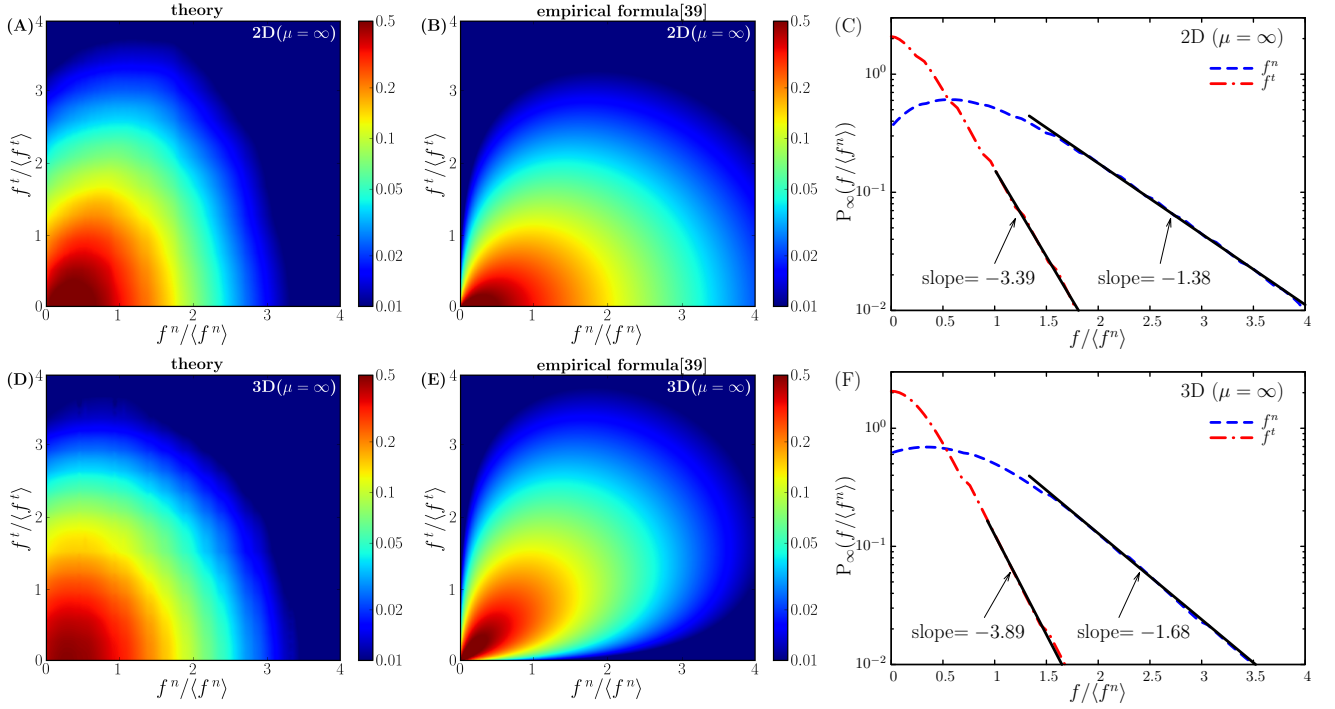 theory
(A)
2D(μ = ∞)
4
3
2
1
0
0 1 2 3 4
f^t/⟨f^t⟩
f^n/⟨f^n⟩
0.5
0.2
0.1
0.05
0.02
0.01
empirical formula[39]
(B)
2D(μ = ∞)
4
3
2
1
0
0 1 2 3 4
f^t/⟨f^t⟩
f^n/⟨f^n⟩
0.5
0.2
0.1
0.05
0.02
0.01
(C)
2D (μ = ∞)
f^n
f^t
10^0
10^−1
10^−2
P∞(f/⟨f^n⟩)
slope= −3.39
slope= −1.38
0 0.5 1 1.5 2 2.5 3 3.5 4
f/⟨f^n⟩
theory
(D)
3D(μ = ∞)
4
3
2
1
0
0 1 2 3 4
f^t/⟨f^t⟩
f^n/⟨f^n⟩
0.5
0.2
0.1
0.05
0.02
0.01
empirical formula[39]
(E)
3D(μ = ∞)
4
3
2
1
0
0 1 2 3 4
f^t/⟨f^t⟩
f^n/⟨f^n⟩
0.5
0.2
0.1
0.05
0.02
0.01
(F)
3D (μ = ∞)
f^n
f^t
10^0
10^−1
10^−2
P∞(f/⟨f^n⟩)
slope= −3.89
slope= −1.68
0 0.5 1 1.5 2 2.5 3 3.5 4
f/⟨f^n⟩